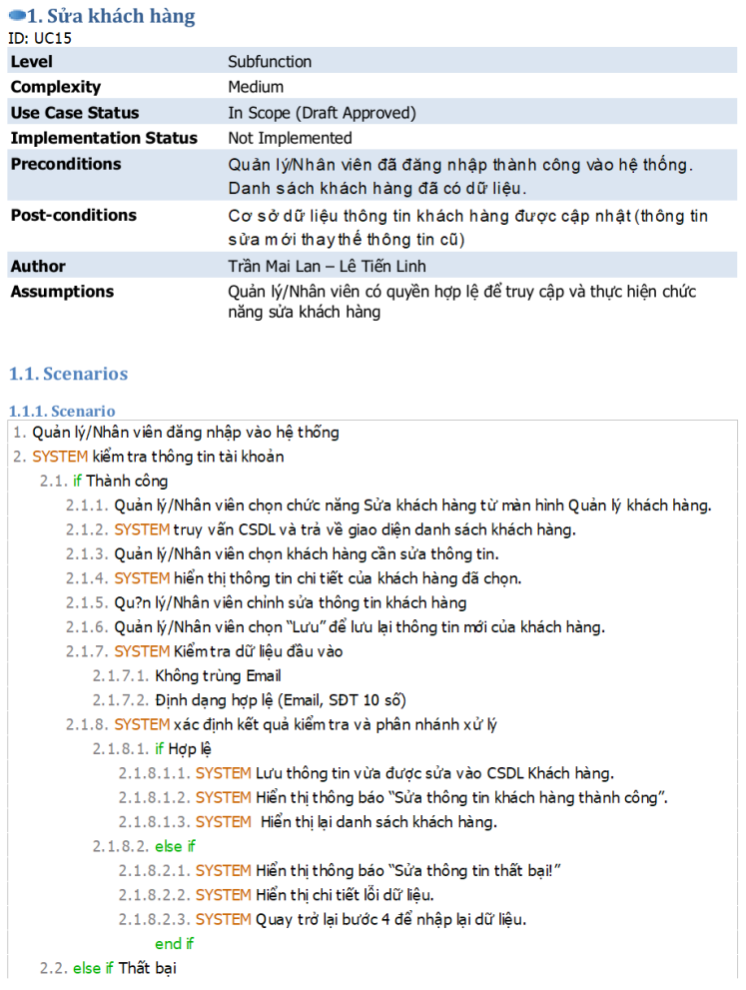 1. Sửa khách hàng
ID: UC15
Level Subfunction
Complexity Medium
Use Case Status In Scope (Draft Approved)
Implementation Status Not Implemented
Preconditions Quản lý/Nhân viên đã đăng nhập thành công vào hệ thống.
Danh sách khách hàng đã có dữ liệu.
Post-conditions Cơ sở dữ liệu thông tin khách hàng được cập nhật (thông tin
sửa mới thay thế thông tin cũ)
Author Trần Mai Lan – Lê Tiến Linh
Assumptions Quản lý/Nhân viên có quyền hợp lệ để truy cập và thực hiện chức
năng sửa khách hàng
1.1. Scenarios
1.1.1. Scenario
1. Quản lý/Nhân viên đăng nhập vào hệ thống
2. SYSTEM kiểm tra thông tin tài khoản
2.1. if Thành công
2.1.1. Quản lý/Nhân viên chọn chức năng Sửa khách hàng từ màn hình Quản lý khách hàng.
2.1.2. SYSTEM truy vấn CSDL và trả về giao diện danh sách khách hàng.
2.1.3. Quản lý/Nhân viên chọn khách hàng cần sửa thông tin.
2.1.4. SYSTEM hiển thị thông tin chi tiết của khách hàng đã chọn.
2.1.5. Qu?n lý/Nhân viên chỉnh sửa thông tin khách hàng
2.1.6. Quản lý/Nhân viên chọn “Lưu” để lưu lại thông tin mới của khách hàng.
2.1.7. SYSTEM Kiểm tra dữ liệu đầu vào
2.1.7.1. Không trùng Email
2.1.7.2. Định dạng hợp lệ (Email, SĐT 10 số)
2.1.8. SYSTEM xác định kết quả kiểm tra và phân nhánh xử lý
2.1.8.1. if Hợp lệ
2.1.8.1.1. SYSTEM Lưu thông tin vừa được sửa vào CSDL Khách hàng.
2.1.8.1.2. SYSTEM Hiển thị thông báo “Sửa thông tin khách hàng thành công”.
2.1.8.1.3. SYSTEM Hiển thị lại danh sách khách hàng.
2.1.8.2. else if
2.1.8.2.1. SYSTEM Hiển thị thông báo “Sửa thông tin thất bại!”
2.1.8.2.2. SYSTEM Hiển thị chi tiết lỗi dữ liệu.
2.1.8.2.3. SYSTEM Quay trở lại bước 4 để nhập lại dữ liệu.
end if
2.2. else if Thất bại